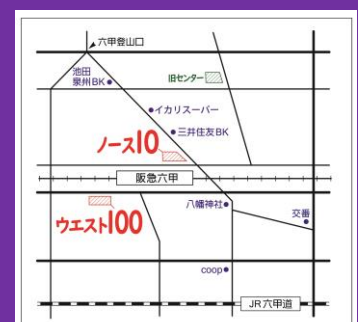 六甲登山口
池田
泉州BK
旧センター
イカリスーパー
三井住友BK
ノース10
阪急六甲
八幡神社
ウエスト100
交番
coop
JR六甲道